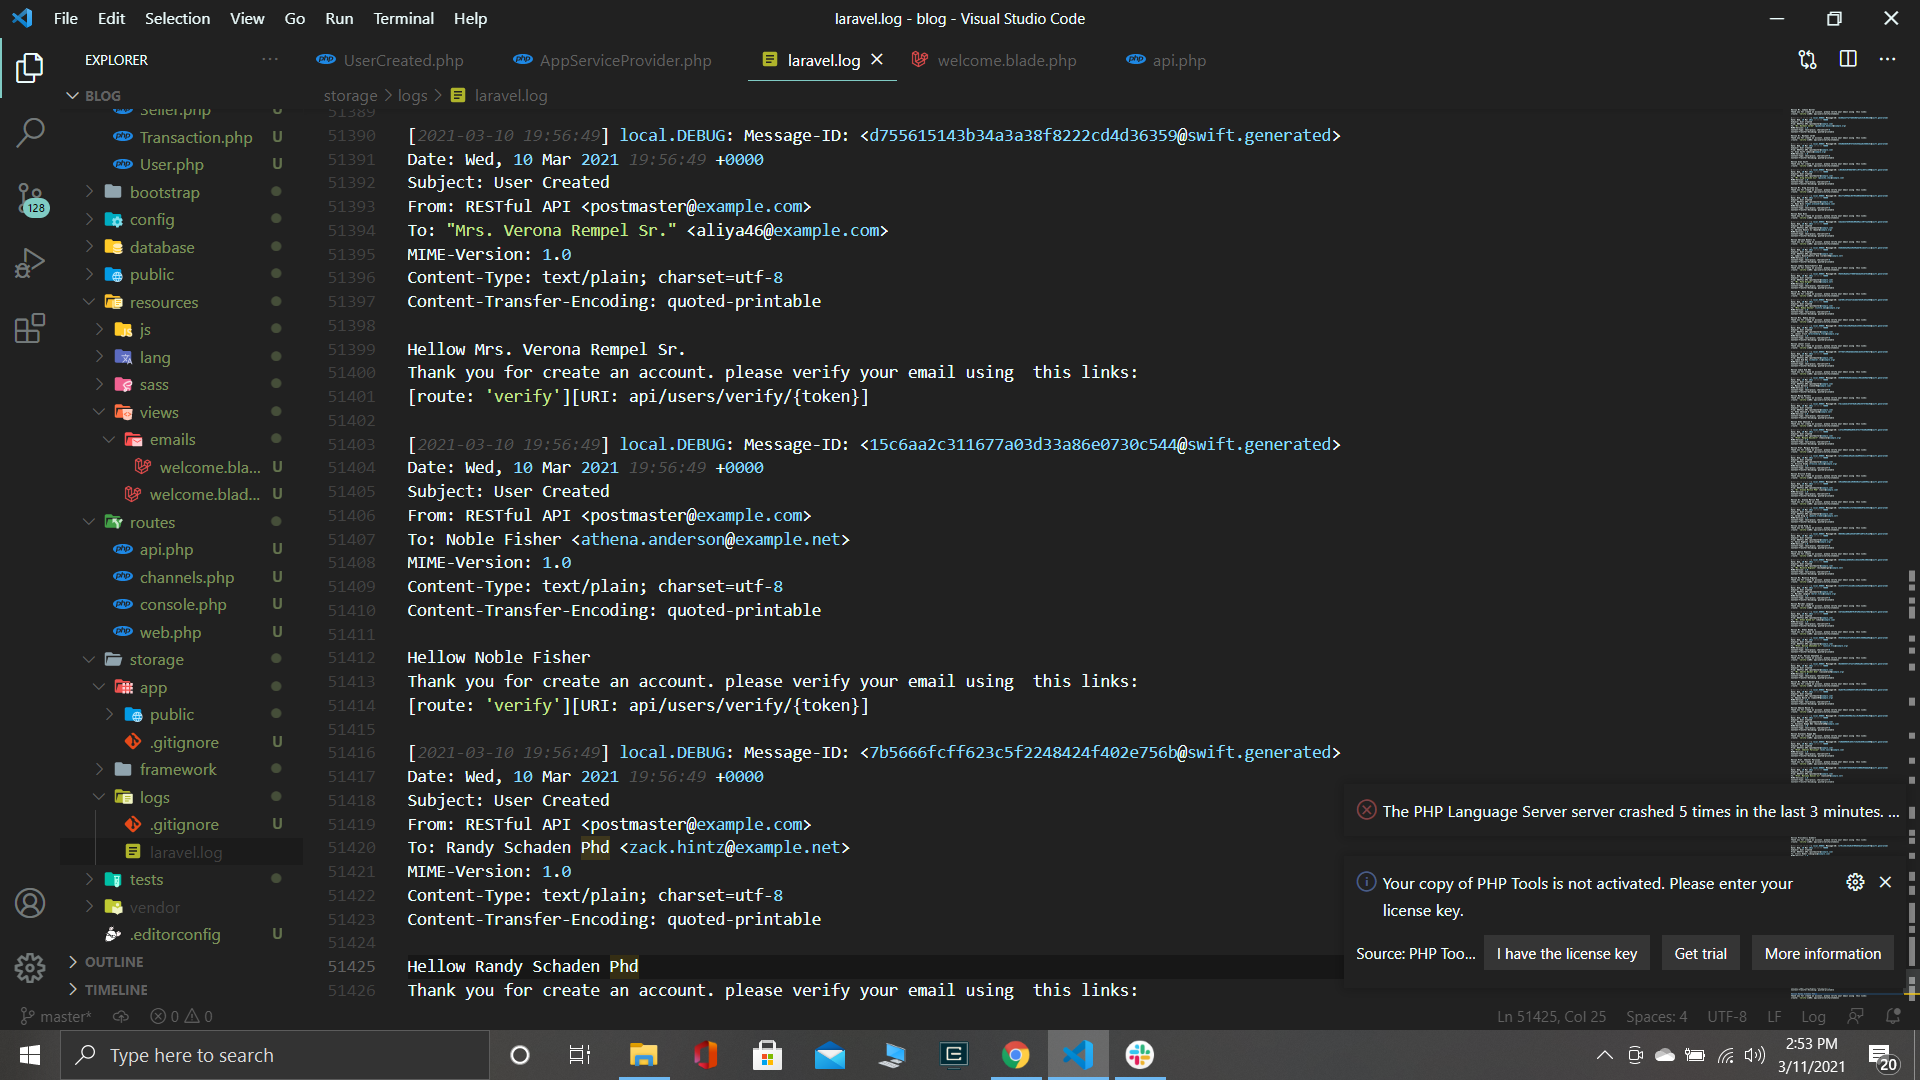 File Edit Selection View Go Run Terminal Help
laravel.log - blog - Visual Studio Code
EXPLORER
UserCreated.php
AppServiceProvider.php
laravel.log
welcome.blade.php
api.php
BLOG
storage > logs > laravel.log
Seller.php U
Transaction.php U
User.php U
bootstrap
config
database
public
resources
js
lang
sass
views
emails
welcome.bla... U
welcome.blad... U
routes
api.php U
channels.php U
console.php U
web.php U
storage
app
public
.gitignore U
framework
logs
.gitignore U
laravel.log
tests
vendor
.editorconfig U
OUTLINE
TIMELINE
128
51389
51390 [2021-03-10 19:56:49] local.DEBUG: Message-ID: <d755615143b34a3a38f8222cd4d36359@swift.generated>
51391 Date: Wed, 10 Mar 2021 19:56:49 +0000
51392 Subject: User Created
51393 From: RESTful API <postmaster@example.com>
51394 To: "Mrs. Verona Rempel Sr." <aliya46@example.com>
51395 MIME-Version: 1.0
51396 Content-Type: text/plain; charset=utf-8
51397 Content-Transfer-Encoding: quoted-printable
51398
51399 Hellow Mrs. Verona Rempel Sr.
51400 Thank you for create an account. please verify your email using  this links:
51401 [route: 'verify'][URI: api/users/verify/{token}]
51402
51403 [2021-03-10 19:56:49] local.DEBUG: Message-ID: <15c6aa2c311677a03d33a86e0730c544@swift.generated>
51404 Date: Wed, 10 Mar 2021 19:56:49 +0000
51405 Subject: User Created
51406 From: RESTful API <postmaster@example.com>
51407 To: Noble Fisher <athena.anderson@example.net>
51408 MIME-Version: 1.0
51409 Content-Type: text/plain; charset=utf-8
51410 Content-Transfer-Encoding: quoted-printable
51411
51412 Hellow Noble Fisher
51413 Thank you for create an account. please verify your email using  this links:
51414 [route: 'verify'][URI: api/users/verify/{token}]
51415
51416 [2021-03-10 19:56:49] local.DEBUG: Message-ID: <7b5666fcff623c5f2248424f402e756b@swift.generated>
51417 Date: Wed, 10 Mar 2021 19:56:49 +0000
51418 Subject: User Created
51419 From: RESTful API <postmaster@example.com>
51420 To: Randy Schaden Phd <zack.hintz@example.net>
51421 MIME-Version: 1.0
51422 Content-Type: text/plain; charset=utf-8
51423 Content-Transfer-Encoding: quoted-printable
51424
51425 Hellow Randy Schaden Phd
51426 Thank you for create an account. please verify your email using  this links:
The PHP Language Server server crashed 5 times in the last 3 minutes. ...
Your copy of PHP Tools is not activated. Please enter your
license key.
Source: PHP Too... I have the license key Get trial More information
master* 0 0
Ln 51425, Col 25 Spaces: 4 UTF-8 LF Log
Type here to search
2:53 PM
3/11/2021
20